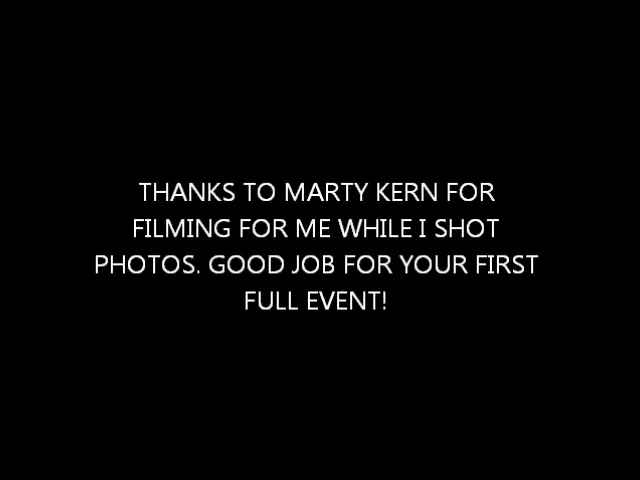 THANKS TO MARTY KERN FOR
FILMING FOR ME WHILE I SHOT
PHOTOS. GOOD JOB FOR YOUR FIRST
FULL EVENT!